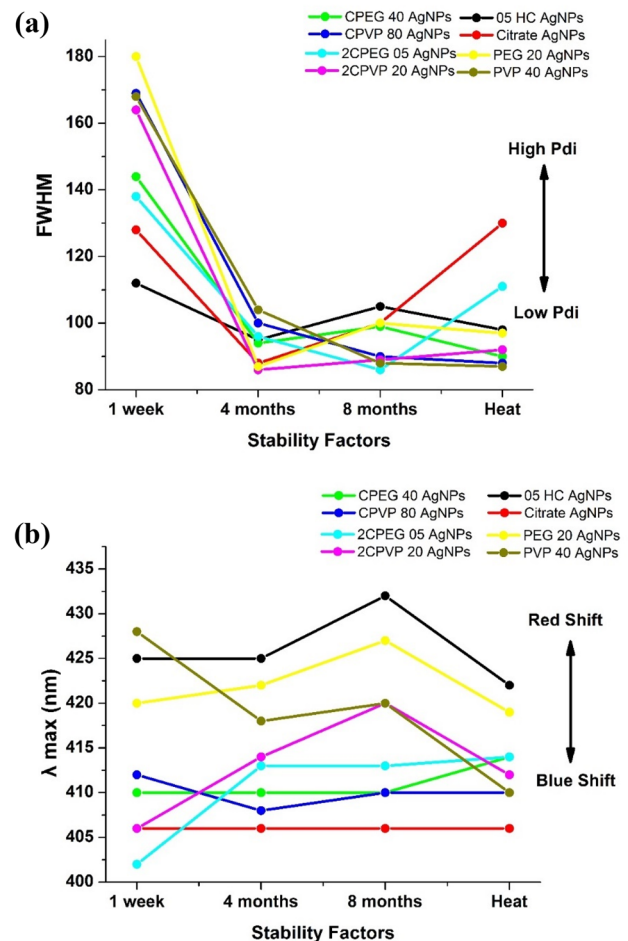 (a)
CPEG 40 AgNPs 05 HC AgNPs
CPVP 80 AgNPs Citrate AgNPs
2CPEG 05 AgNPs PEG 20 AgNPs
2CPVP 20 AgNPs PVP 40 AgNPs
FWHM
180
160
140
120
100
80
High Pdi
Low Pdi
1 week 4 months 8 months Heat
Stability Factors
(b)
CPEG 40 AgNPs 05 HC AgNPs
CPVP 80 AgNPs Citrate AgNPs
2CPEG 05 AgNPs PEG 20 AgNPs
2CPVP 20 AgNPs PVP 40 AgNPs
λ max (nm)
435
430
425
420
415
410
405
400
Red Shift
Blue Shift
1 week 4 months 8 months Heat
Stability Factors